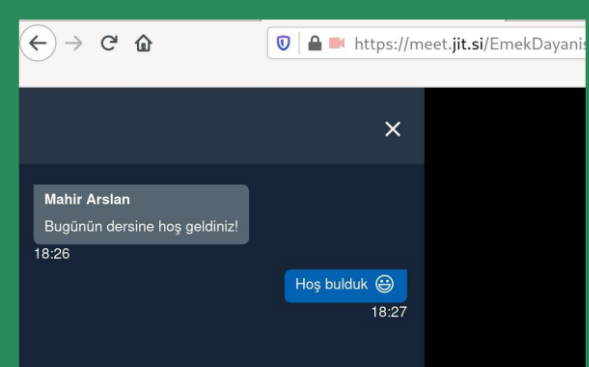 https://meet.jit.si/EmekDayanis
Mahir Arslan
Bugünün dersine hoş geldiniz!
18:26
Hoş bulduk 😃
18:27